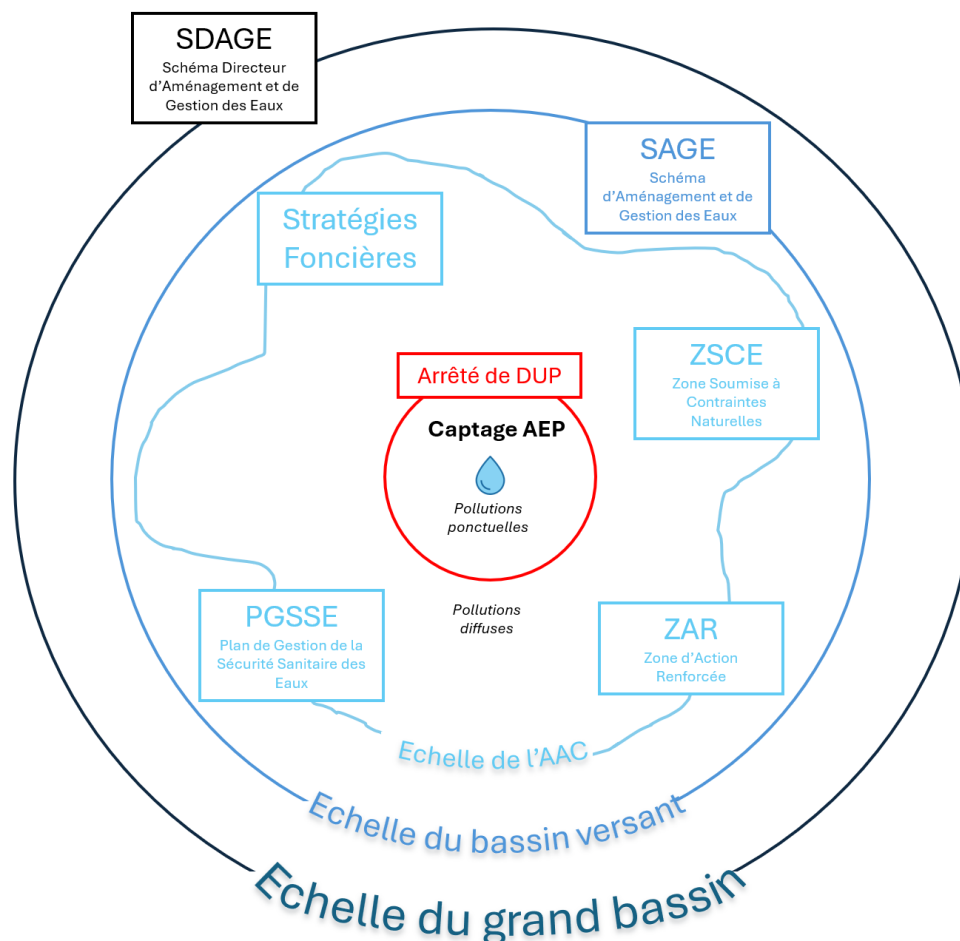 SDAGE
Schéma Directeur
d'Aménagement et de
Gestion des Eaux
SAGE
Schéma
d'Aménagement et de
Gestion des Eaux
Stratégies
Foncières
ZSCE
Zone Soumise à
Contraintes
Naturelles
Arrêté de DUP
Captage AEP
Pollutions
ponctuelles
Pollutions
diffuses
PGSSE
Plan de Gestion de la
Sécurité Sanitaire des
Eaux
ZAR
Zone d'Action
Renforcée
Echelle de l'AAC
Echelle du bassin versant
Echelle du grand bassin